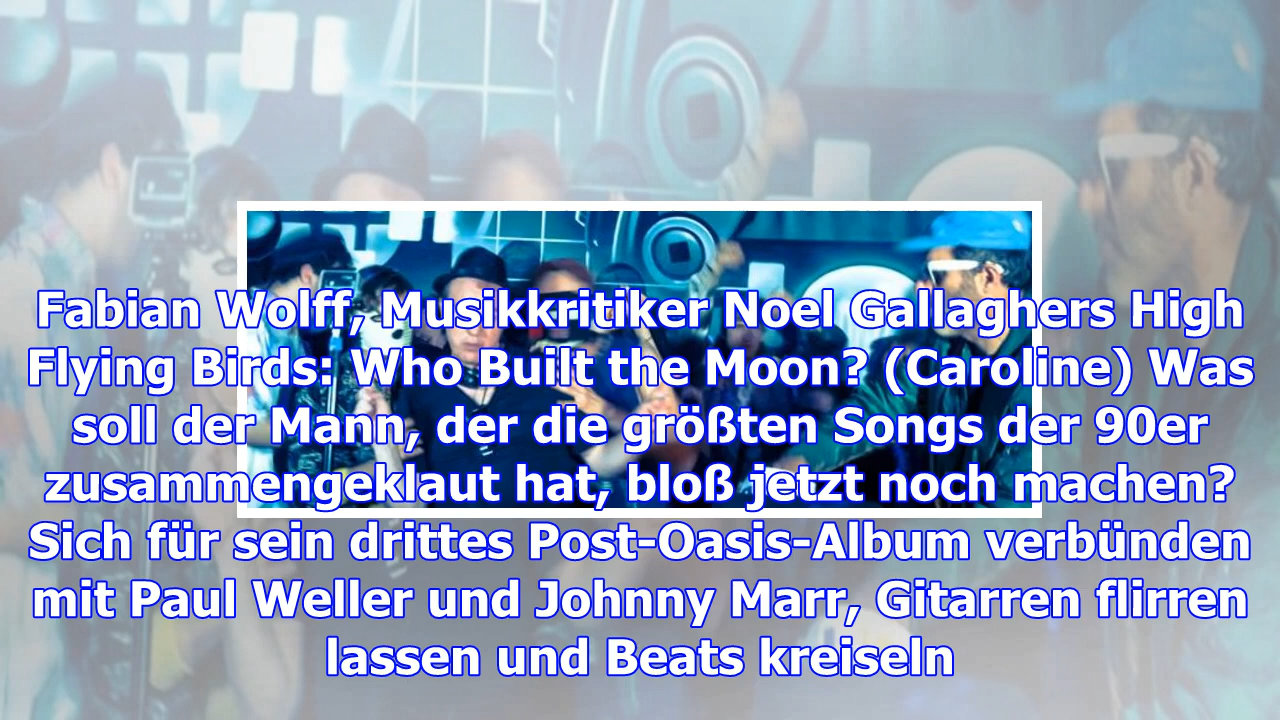 Fabian Wolff, Musikkritiker Noel Gallaghers High
Flying Birds: Who Built the Moon? (Caroline) Was
soll der Mann, der die größten Songs der 90er
zusammengeklaut hat, bloß jetzt noch machen?
Sich für sein drittes Post-Oasis-Album verbünden
mit Paul Weller und Johnny Marr, Gitarren flirren
lassen und Beats kreiseln